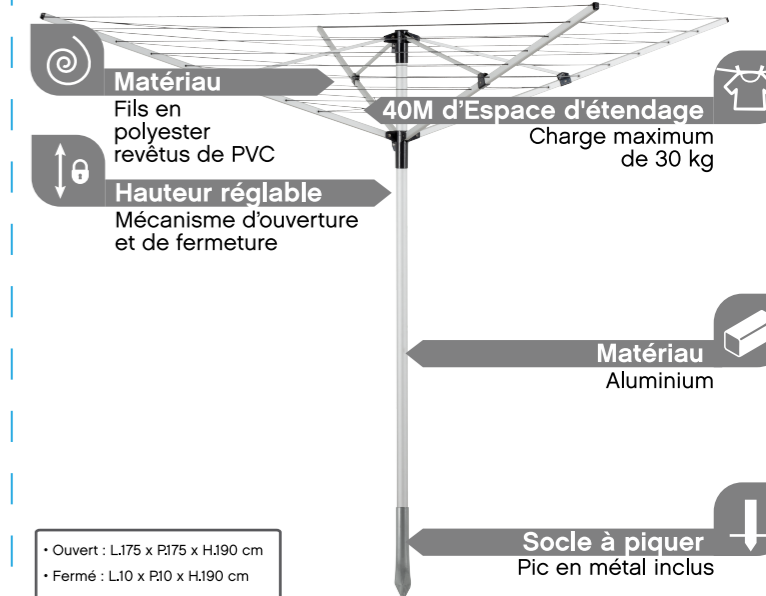 Matériau
Fils en
polyester
revêtus de PVC
40M d'Espace d'étendage
Charge maximum
de 30 kg
Hauteur réglable
Mécanisme d'ouverture
et de fermeture
Matériau
Aluminium
Socle à piquer
Pic en métal inclus
• Ouvert : L.175 x P.175 x H.190 cm
• Fermé : L.10 x P.10 x H.190 cm